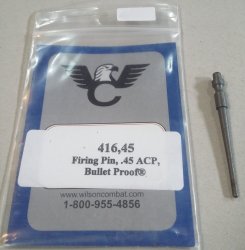 C
416,45
Firing Pin, .45 ACP,
Bullet Proof®
www.wilsoncombat.com
1-800-955-4856